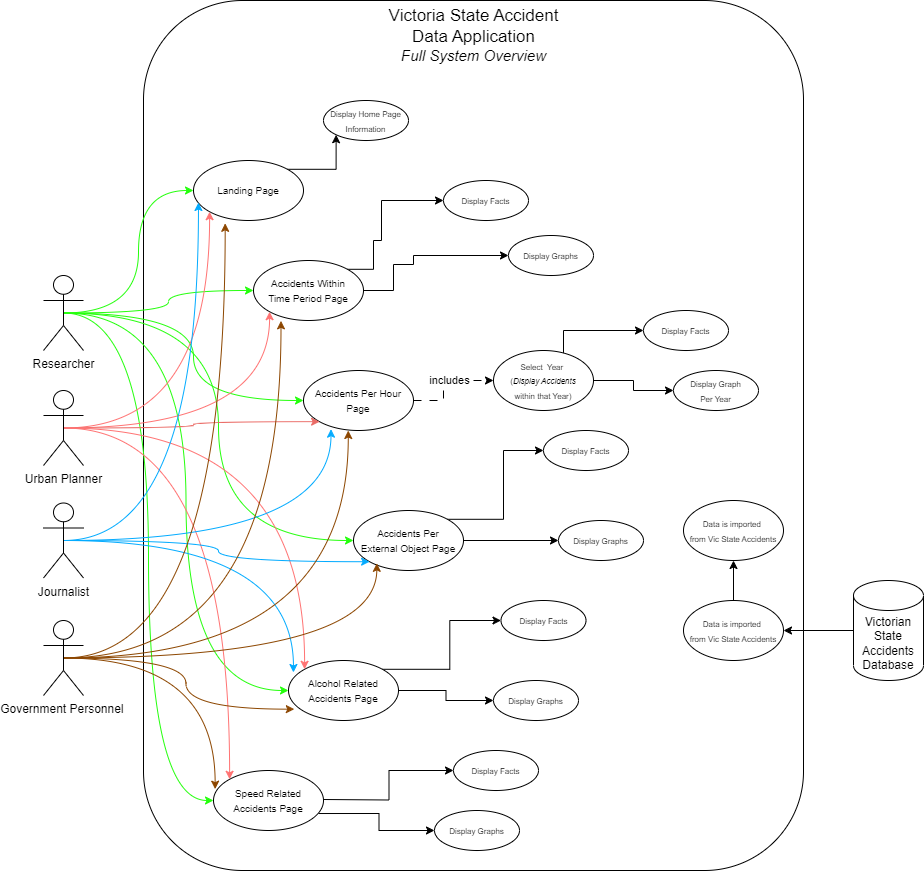 Victoria State Accident
Data Application
Full System Overview
Display Home Page
Information
Landing Page
Display Facts
Display Graphs
Accidents Within
Time Period Page
Researcher
Display Facts
Select Year
(Display Accidents
within that Year)
includes
Display Graph
Per Year
Accidents Per Hour
Page
Urban Planner
Display Facts
Accidents Per
External Object Page
Display Graphs
Data is imported
from Vic State Accidents
Journalist
Display Facts
Data is imported
from Vic State Accidents
Victorian
State
Accidents
Database
Government Personnel
Alcohol Related
Accidents Page
Display Graphs
Display Facts
Speed Related
Accidents Page
Display Graphs